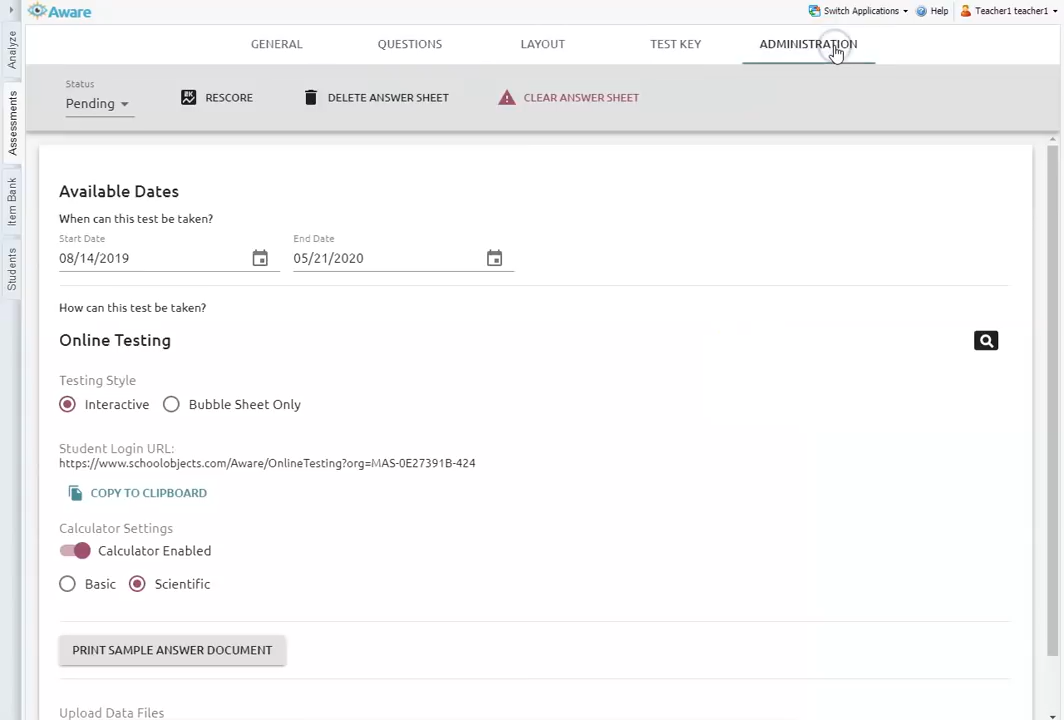 Aware
Switch Applications
Help
Teacher1 teacher1
Analyze
Assessments
Item Bank
Students
GENERAL
QUESTIONS
LAYOUT
TEST KEY
ADMINISTRATION
Status
Pending
RESCORE
DELETE ANSWER SHEET
CLEAR ANSWER SHEET
Available Dates
When can this test be taken?
Start Date
End Date
08/14/2019
05/21/2020
How can this test be taken?
Online Testing
Testing Style
Interactive
Bubble Sheet Only
Student Login URL:
https://www.schoolobjects.com/Aware/OnlineTesting?org=MAS-0E27391B-424
COPY TO CLIPBOARD
Calculator Settings
Calculator Enabled
Basic
Scientific
PRINT SAMPLE ANSWER DOCUMENT
Upload Data Files